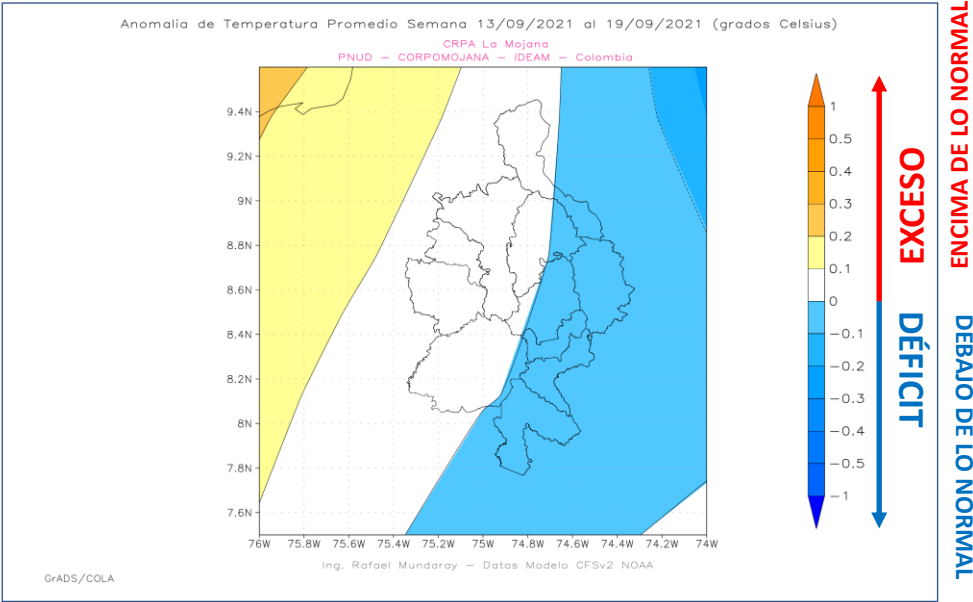 Anomalia de Temperatura Promedio Semana 13/09/2021 al 19/09/2021 (grados Celsius)
CRPA La Mojana
PNUD – CORPOMOJANA – IDEAM – Colombia
9.4N
9.2N
9N
8.8N
8.6N
8.4N
8.2N
8N
7.8N
7.6N
76W 75.8W 75.6W 75.4W 75.2W 75W 74.8W 74.6W 74.4W 74.2W 74W
1
0.5
0.4
0.3
0.2
0.1
0
−0.1
−0.2
−0.3
−0.4
−0.5
−1
EXCESO
DÉFICIT
ENCIMA DE LO NORMAL
DEBAJO DE LO NORMAL
Ing. Rafael Mundaray – Datos Modelo CFSv2 NOAA
GrADS/COLA